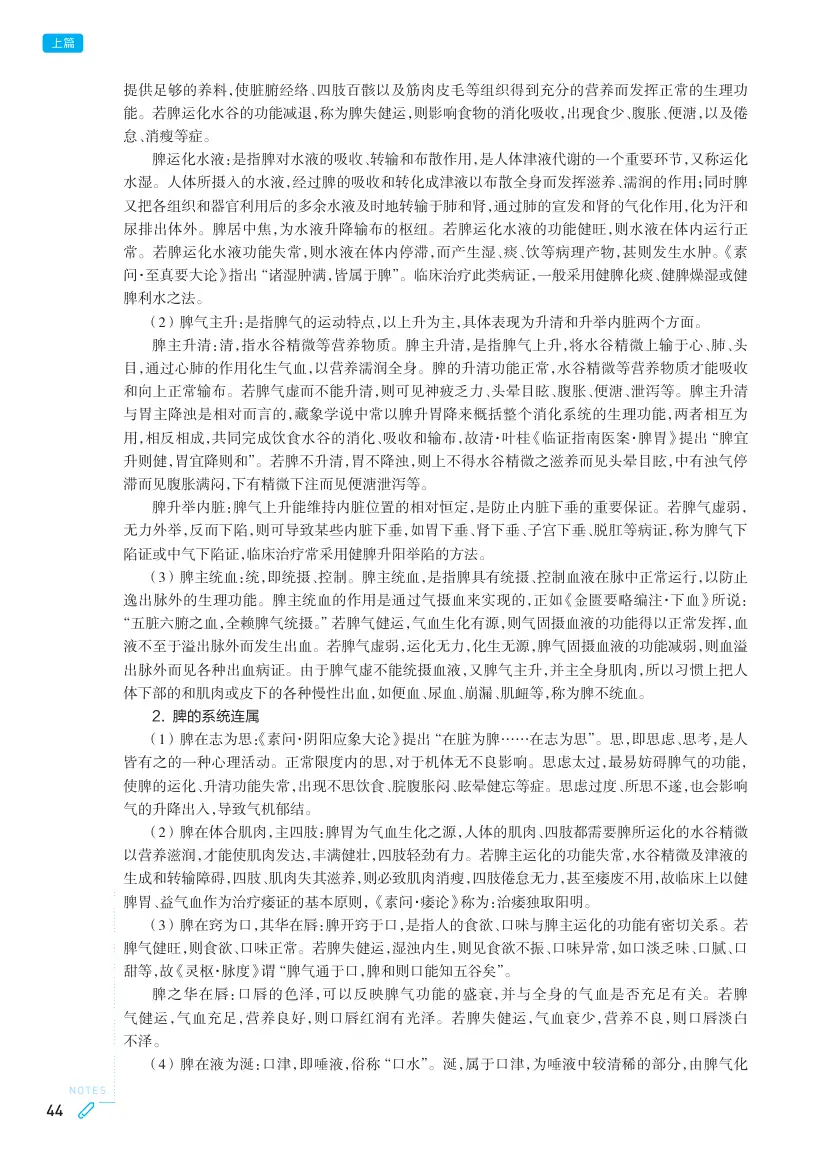 上篇
提供足够的养料,使脏腑经络、四肢百骸以及筋肉皮毛等组织得到充分的营养而发挥正常的生理功
能。若脾运化水谷的功能减退,称为脾失健运,则影响食物的消化吸收,出现食少、腹胀、便溏,以及倦
怠、消瘦等症。
脾运化水液:是指脾对水液的吸收、转输和布散作用,是人体津液代谢的一个重要环节,又称运化
水湿。人体所摄入的水液,经过脾的吸收和转化成津液以布散全身而发挥滋养、濡润的作用;同时脾
又把各组织和器官利用后的多余水液及时地转输于肺和肾,通过肺的宣发和肾的气化作用,化为汗和
尿排出体外。脾居中焦,为水液升降输布的枢纽。若脾运化水液的功能健旺,则水液在体内运行正
常。若脾运化水液功能失常,则水液在体内停滞,而产生湿、痰、饮等病理产物,甚则发生水肿。《素
问·至真要大论》指出“诸湿肿满,皆属于脾”。临床治疗此类病证,一般采用健脾化痰、健脾燥湿或健
脾利水之法。
(2)脾气主升:是指脾气的运动特点,以上升为主,具体表现为升清和升举内脏两个方面。
脾主升清:清,指水谷精微等营养物质。脾主升清,是指脾气上升,将水谷精微上输于心、肺、头
目,通过心肺的作用化生气血,以营养濡润全身。脾的升清功能正常,水谷精微等营养物质才能吸收
和向上正常输布。若脾气虚而不能升清,则可见神疲乏力、头晕目眩、腹胀、便溏、泄泻等。脾主升清
与胃主降浊是相对而言的,藏象学说中常以脾升胃降来概括整个消化系统的生理功能,两者相互为
用,相反相成,共同完成饮食水谷的消化、吸收和输布,故清·叶桂《临证指南医案·脾胃》提出“脾宜
升则健,胃宜降则和”。若脾不升清,胃不降浊,则上不得水谷精微之滋养而见头晕目眩,中有浊气停
滞而见腹胀满闷,下有精微下注而见便溏泄泻等。
脾升举内脏:脾气上升能维持内脏位置的相对恒定,是防止内脏下垂的重要保证。若脾气虚弱,
无力外举,反而下陷,则可导致某些内脏下垂,如胃下垂、肾下垂、子宫下垂、脱肛等病证,称为脾气下
陷证或中气下陷证,临床治疗常采用健脾升阳举陷的方法。
(3)脾主统血:统,即统摄、控制。脾主统血,是指脾具有统摄、控制血液在脉中正常运行,以防止
逸出脉外的生理功能。脾主统血的作用是通过气摄血来实现的,正如《金匮要略编注·下血》所说:
“五脏六腑之血,全赖脾气统摄。”若脾气健运,气血生化有源,则气固摄血液的功能得以正常发挥,血
液不至于溢出脉外而发生出血。若脾气虚弱,运化无力,化生无源,脾气固摄血液的功能减弱,则血溢
出脉外而见各种出血病证。由于脾气虚不能统摄血液,又脾气主升,并主全身肌肉,所以习惯上把人
体下部的和肌肉或皮下的各种慢性出血,如便血、尿血、崩漏、肌衄等,称为脾不统血。
2. 脾的系统连属
(1)脾在志为思:《素问·阴阳应象大论》提出“在脏为脾……在志为思”。思,即思虑、思考,是人
皆有之的一种心理活动。正常限度内的思,对于机体无不良影响。思虑太过,最易妨碍脾气的功能,
使脾的运化、升清功能失常,出现不思饮食、脘腹胀闷、眩晕健忘等症。思虑过度、所思不遂,也会影响
气的升降出入,导致气机郁结。
(2)脾在体合肌肉,主四肢:脾胃为气血生化之源,人体的肌肉、四肢都需要脾所运化的水谷精微
以营养滋润,才能使肌肉发达,丰满健壮,四肢轻劲有力。若脾主运化的功能失常,水谷精微及津液的
生成和转输障碍,四肢、肌肉失其滋养,则必致肌肉消瘦,四肢倦怠无力,甚至痿废不用,故临床上以健
脾胃、益气血作为治疗痿证的基本原则,《素问·痿论》称为:治痿独取阳明。
(3)脾在窍为口,其华在唇:脾开窍于口,是指人的食欲、口味与脾主运化的功能有密切关系。若
脾气健旺,则食欲、口味正常。若脾失健运,湿浊内生,则见食欲不振、口味异常,如口淡乏味、口腻、口
甜等,故《灵枢·脉度》谓“脾气通于口,脾和则口能知五谷矣”。
脾之华在唇:口唇的色泽,可以反映脾气功能的盛衰,并与全身的气血是否充足有关。若脾
气健运,气血充足,营养良好,则口唇红润有光泽。若脾失健运,气血衰少,营养不良,则口唇淡白
不泽。
(4)脾在液为涎:口津,即唾液,俗称“口水”。涎,属于口津,为唾液中较清稀的部分,由脾气化
NOTES
44